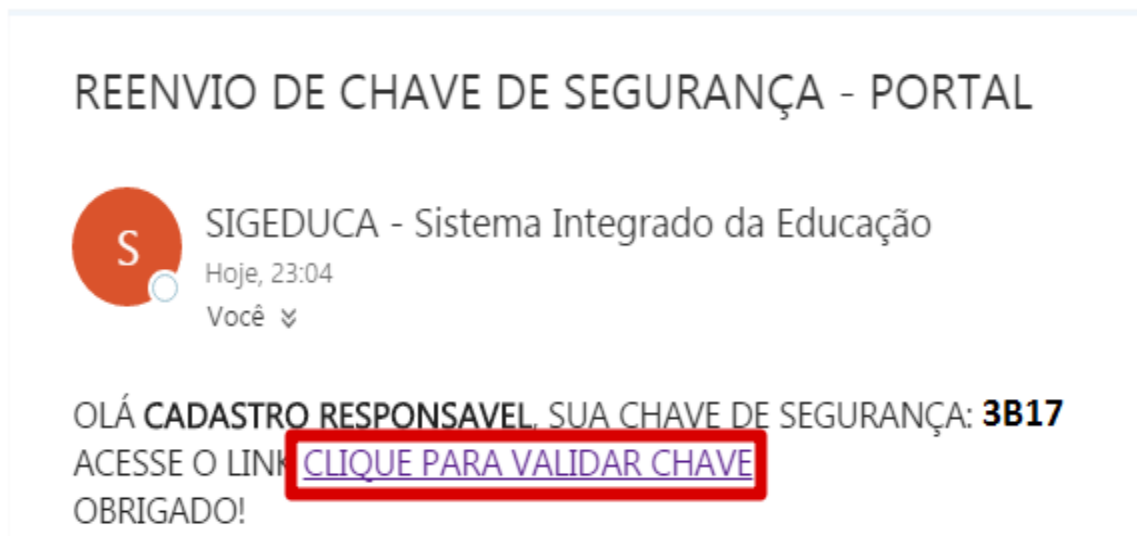 REENVIO DE CHAVE DE SEGURANÇA - PORTAL
S
SIGEDUCA - Sistema Integrado da Educação
Hoje, 23:04
Você
OLÁ CADASTRO RESPONSAVEL, SUA CHAVE DE SEGURANÇA: 3B17
ACESSE O LINK CLIQUE PARA VALIDAR CHAVE
OBRIGADO!